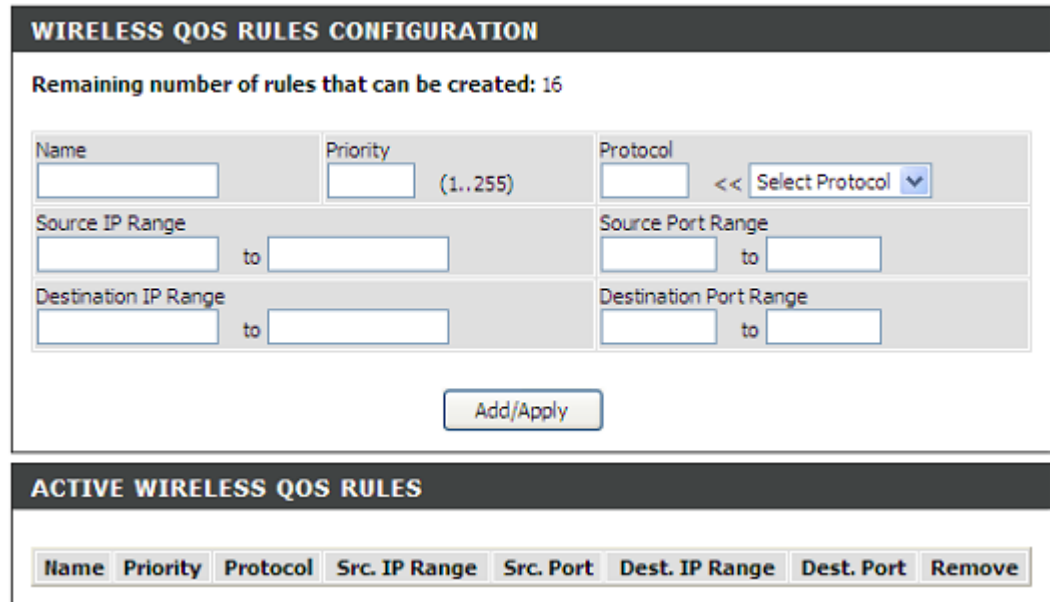 WIRELESS QOS RULES CONFIGURATION
Remaining number of rules that can be created: 16
Name Priority Protocol
(1..255) << Select Protocol
Source IP Range Source Port Range
to to
Destination IP Range Destination Port Range
to to
Add/Apply
ACTIVE WIRELESS QOS RULES
Name Priority Protocol Src. IP Range Src. Port Dest. IP Range Dest. Port Remove